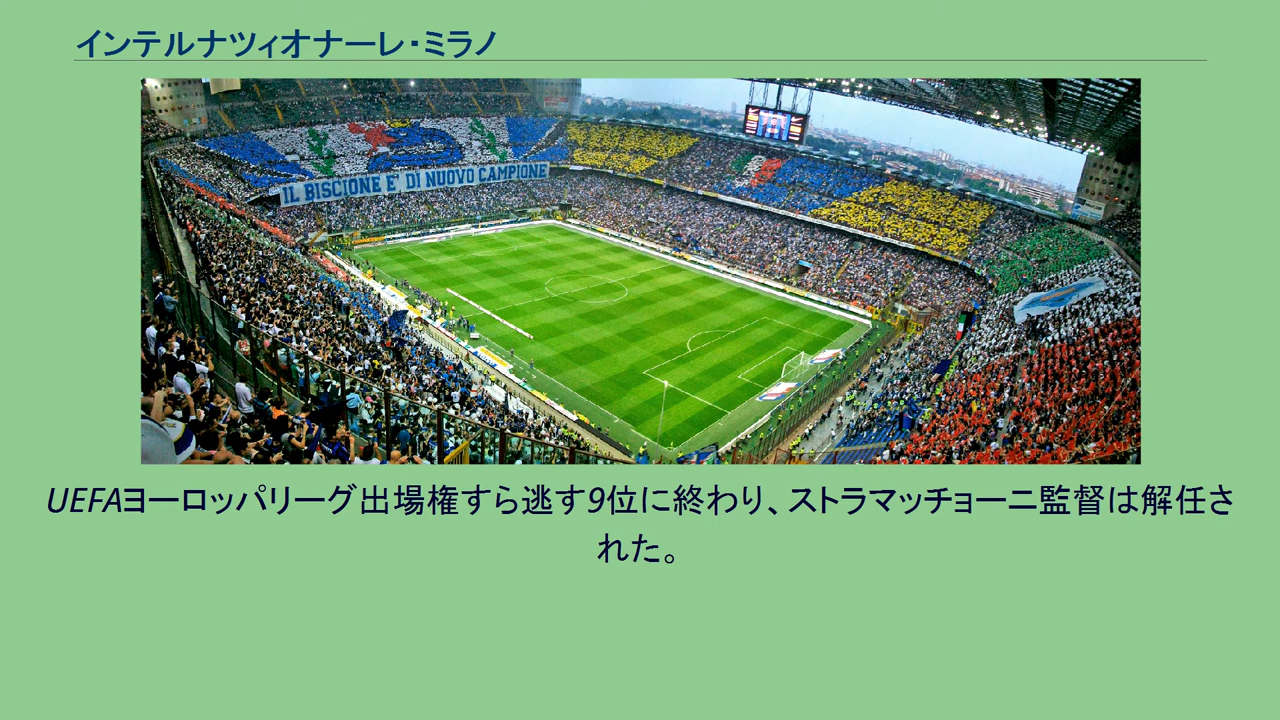 インテルナツィオナーレ・ミラノ
IL BISCIONE E' DI NUOVO CAMPIONE
UEFAヨーロッパリーグ出場権すら逃す9位に終わり、ストラマッチョーニ監督は解任さ
れた。